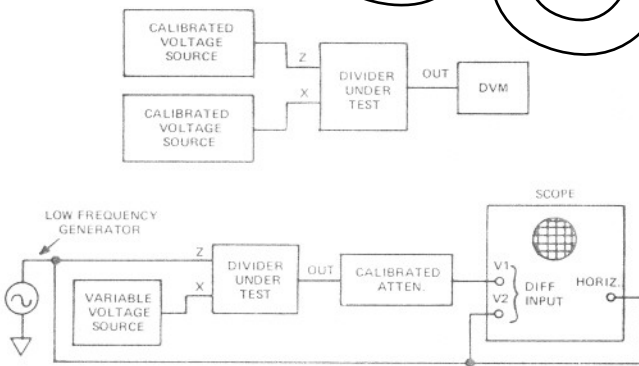 CALIBRATED
VOLTAGE
SOURCE
Z
DIVIDER
UNDER
TEST
OUT
DVM
X
CALIBRATED
VOLTAGE
SOURCE
SCOPE
LOW FREQUENCY
GENERATOR
Z
DIVIDER
UNDER
TEST
OUT
CALIBRATED
ATTEN.
V1
DIFF
INPUT
HORIZ.
V2
X
VARIABLE
VOLTAGE
SOURCE